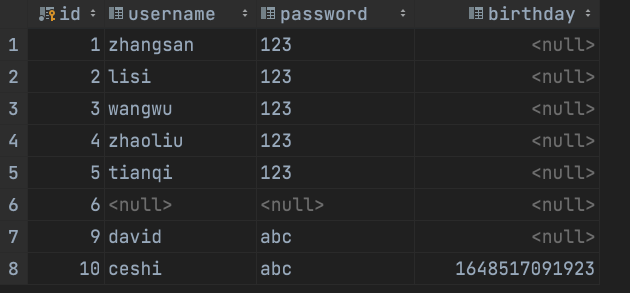 id username password birthday
1 1 zhangsan 123 <null>
2 2 lisi 123 <null>
3 3 wangwu 123 <null>
4 4 zhaoliu 123 <null>
5 5 tianqi 123 <null>
6 6 <null> <null> <null>
7 9 david abc <null>
8 10 ceshi abc 1648517091923